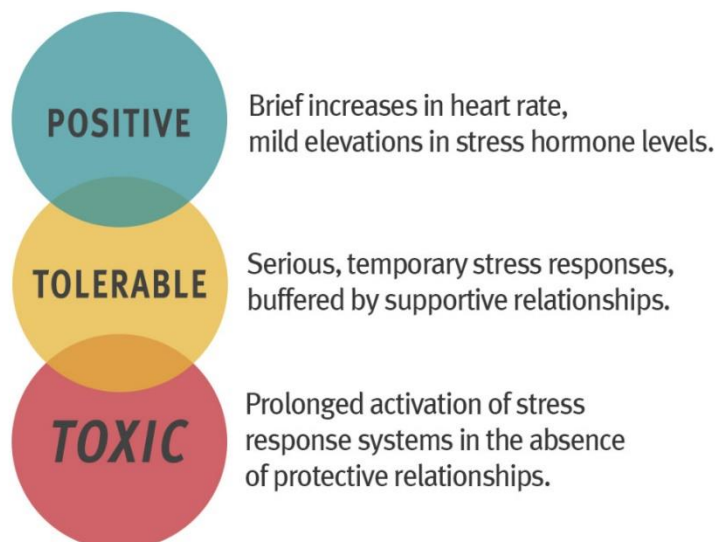 POSITIVE
Brief increases in heart rate,
mild elevations in stress hormone levels.
TOLERABLE
Serious, temporary stress responses,
buffered by supportive relationships.
TOXIC
Prolonged activation of stress
response systems in the absence
of protective relationships.